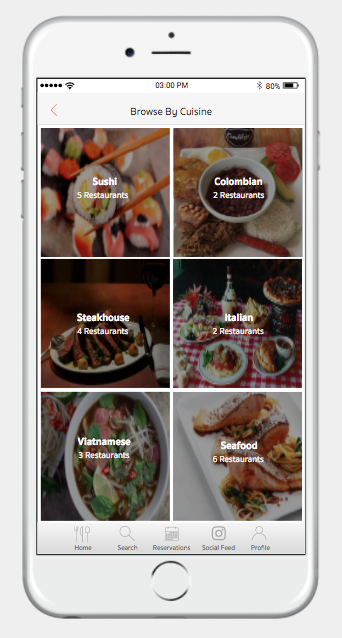 03:00 PM 80%
Browse By Cuisine
Sushi
5 Restaurants
Colombian
2 Restaurants
Steakhouse
4 Restaurants
Italian
2 Restaurants
Viatnamese
3 Restaurants
Seafood
6 Restaurants
Home Search Reservations Social Feed Profile